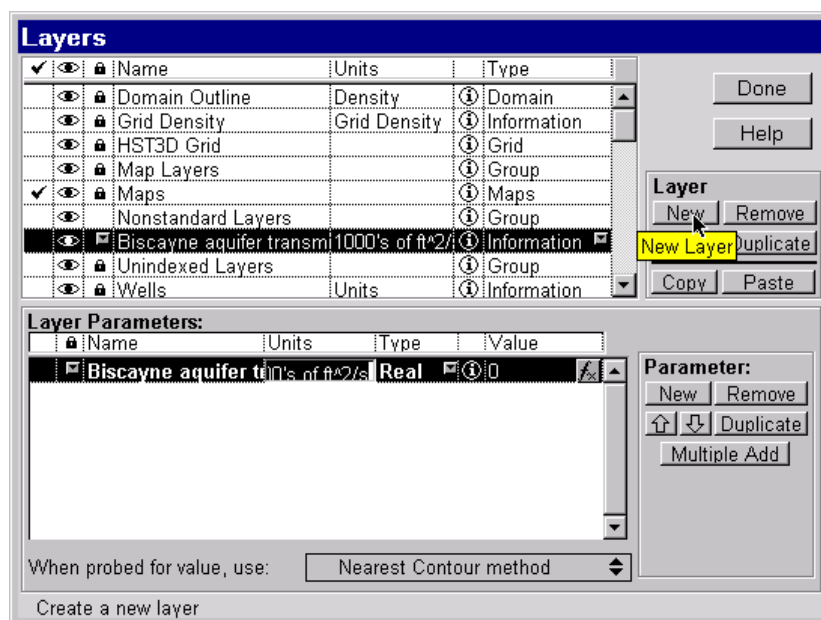 Layers
Name Units Type
Domain Outline Density Domain
Grid Density Grid Density Information
HST3D Grid Grid
Map Layers Group
Maps Maps
Nonstandard Layers Group
Biscayne aquifer transm 1000's of ft^2/ Information
Unindexed Layers Group
Wells Units Information
Done
Help
Layer
New Remove
New Layer Duplicate
Copy Paste
Layer Parameters:
Name Units Type Value
Biscayne aquifer t 0's of ft^2/s Real 0 fx
Parameter:
New Remove
Duplicate
Multiple Add
When probed for value, use: Nearest Contour method
Create a new layer